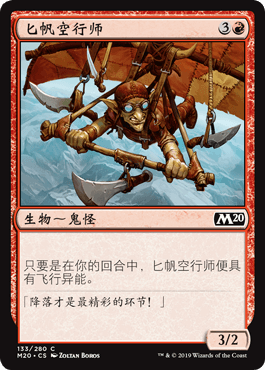 匕帆空行师 3
生物～鬼怪 M20
只要是在你的回合中，匕帆空行师便具
有飞行异能。
「降落才是最精彩的环节！」
3/2
133/280 C
M20 • CS ZOLTAN BOROS ™ & © 2019 Wizards of the Coast